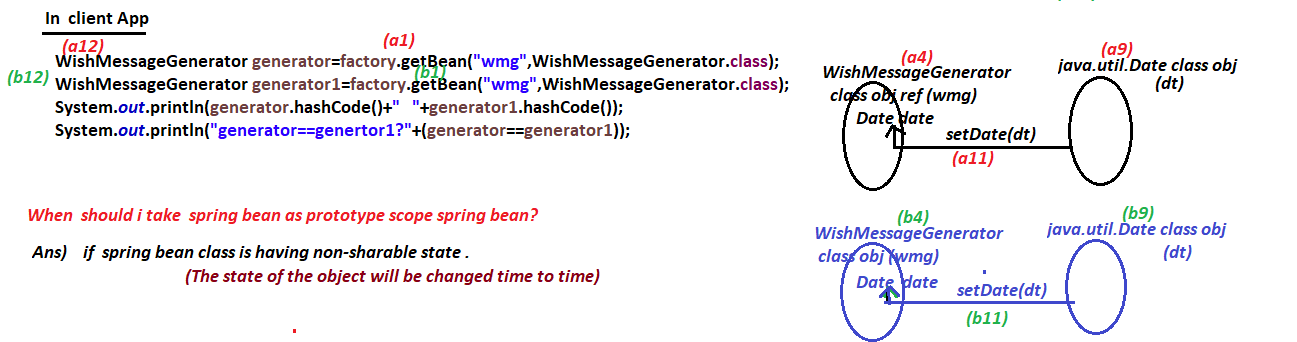 In client App
(a12) (a1)
WishMessageGenerator generator=factory.getBean("wmg",WishMessageGenerator.class);
(b12) (b1)
WishMessageGenerator generator1=factory.getBean("wmg",WishMessageGenerator.class);
System.out.println(generator.hashCode()+"  "+generator1.hashCode());
System.out.println("generator==genertor1?"+(generator==generator1));
When should i take spring bean as prototype scope spring bean?
Ans) if spring bean class is having non-sharable state .
(The state of the object will be changed time to time)
(a4)
WishMessageGenerator
class obj ref (wmg)
Date date
setDate(dt)
(a11)
(a9)
java.util.Date class obj
(dt)
(b4)
WishMessageGenerator
class obj (wmg)
Date date
setDate(dt)
(b11)
(b9)
java.util.Date class obj
(dt)